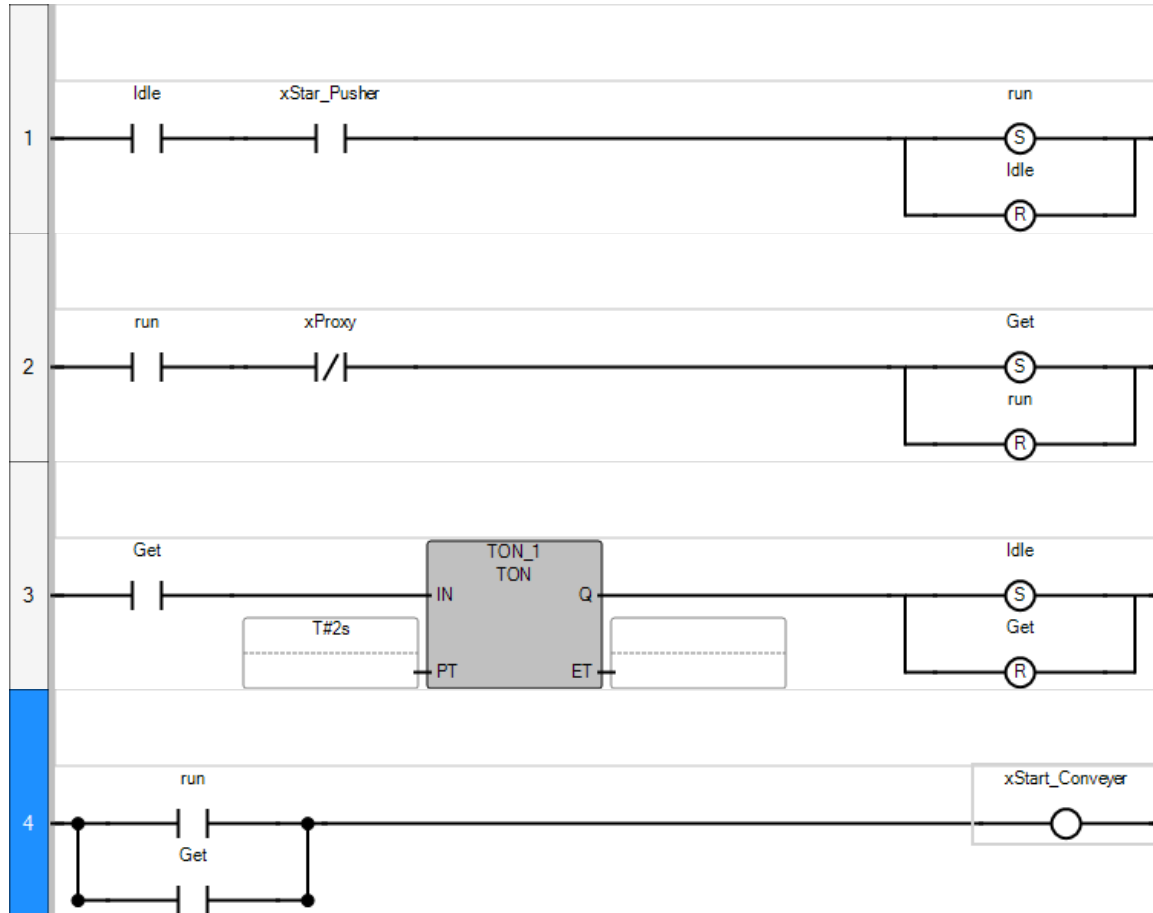 Idle xStar_Pusher run
1 S
Idle
R
run xProxy Get
2 / S
run
R
Get TON_1 Idle
TON
3 IN Q S
T#2s Get
PT ET R
run xStart_Conveyer
4
Get